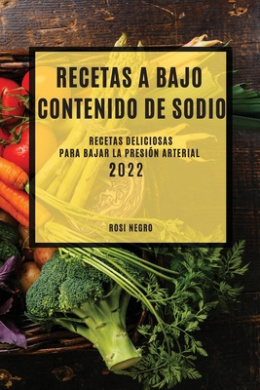 RECETAS A BAJO
CONTENIDO DE SODIO
RECETAS DELICIOSAS
PARA BAJAR LA PRESIÓN ARTERIAL
2022
ROSI NEGRO